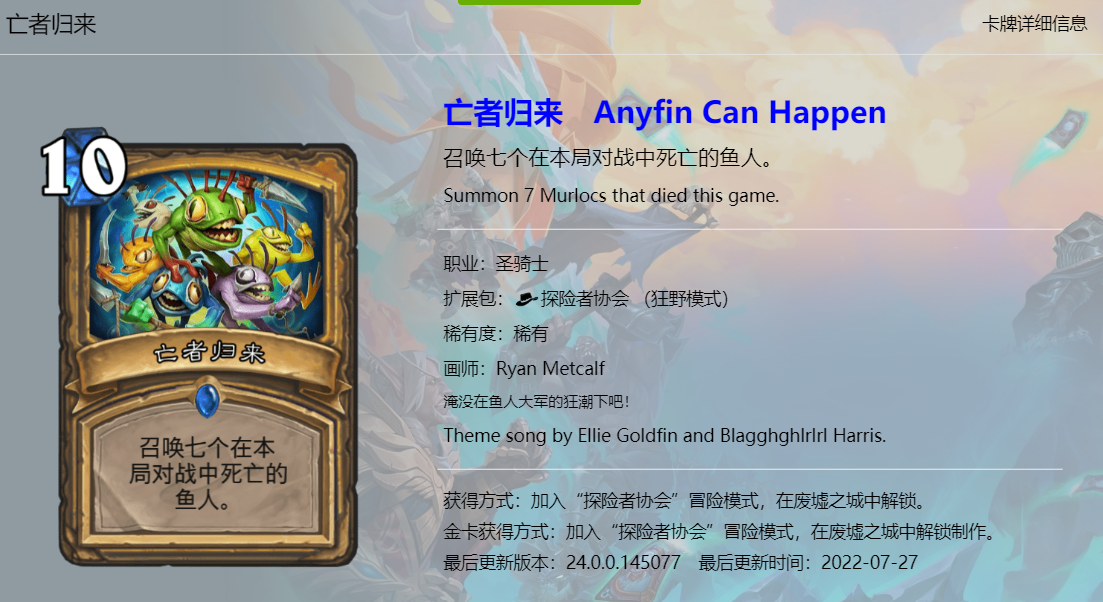 亡者归来
卡牌详细信息
亡者归来 Anyfin Can Happen
召唤七个在本局对战中死亡的鱼人。
Summon 7 Murlocs that died this game.
职业：圣骑士
扩展包：探险者协会 （狂野模式）
稀有度：稀有
画师：Ryan Metcalf
淹没在鱼人大军的狂潮下吧！
Theme song by Ellie Goldfin and Blagghghlrlrl Harris.
获得方式：加入“探险者协会”冒险模式，在废墟之城中解锁。
金卡获得方式：加入“探险者协会”冒险模式，在废墟之城中解锁制作。
最后更新版本：24.0.0.145077 最后更新时间：2022-07-27
10
亡者归来
召唤七个在本
局对战中死亡的
鱼人。